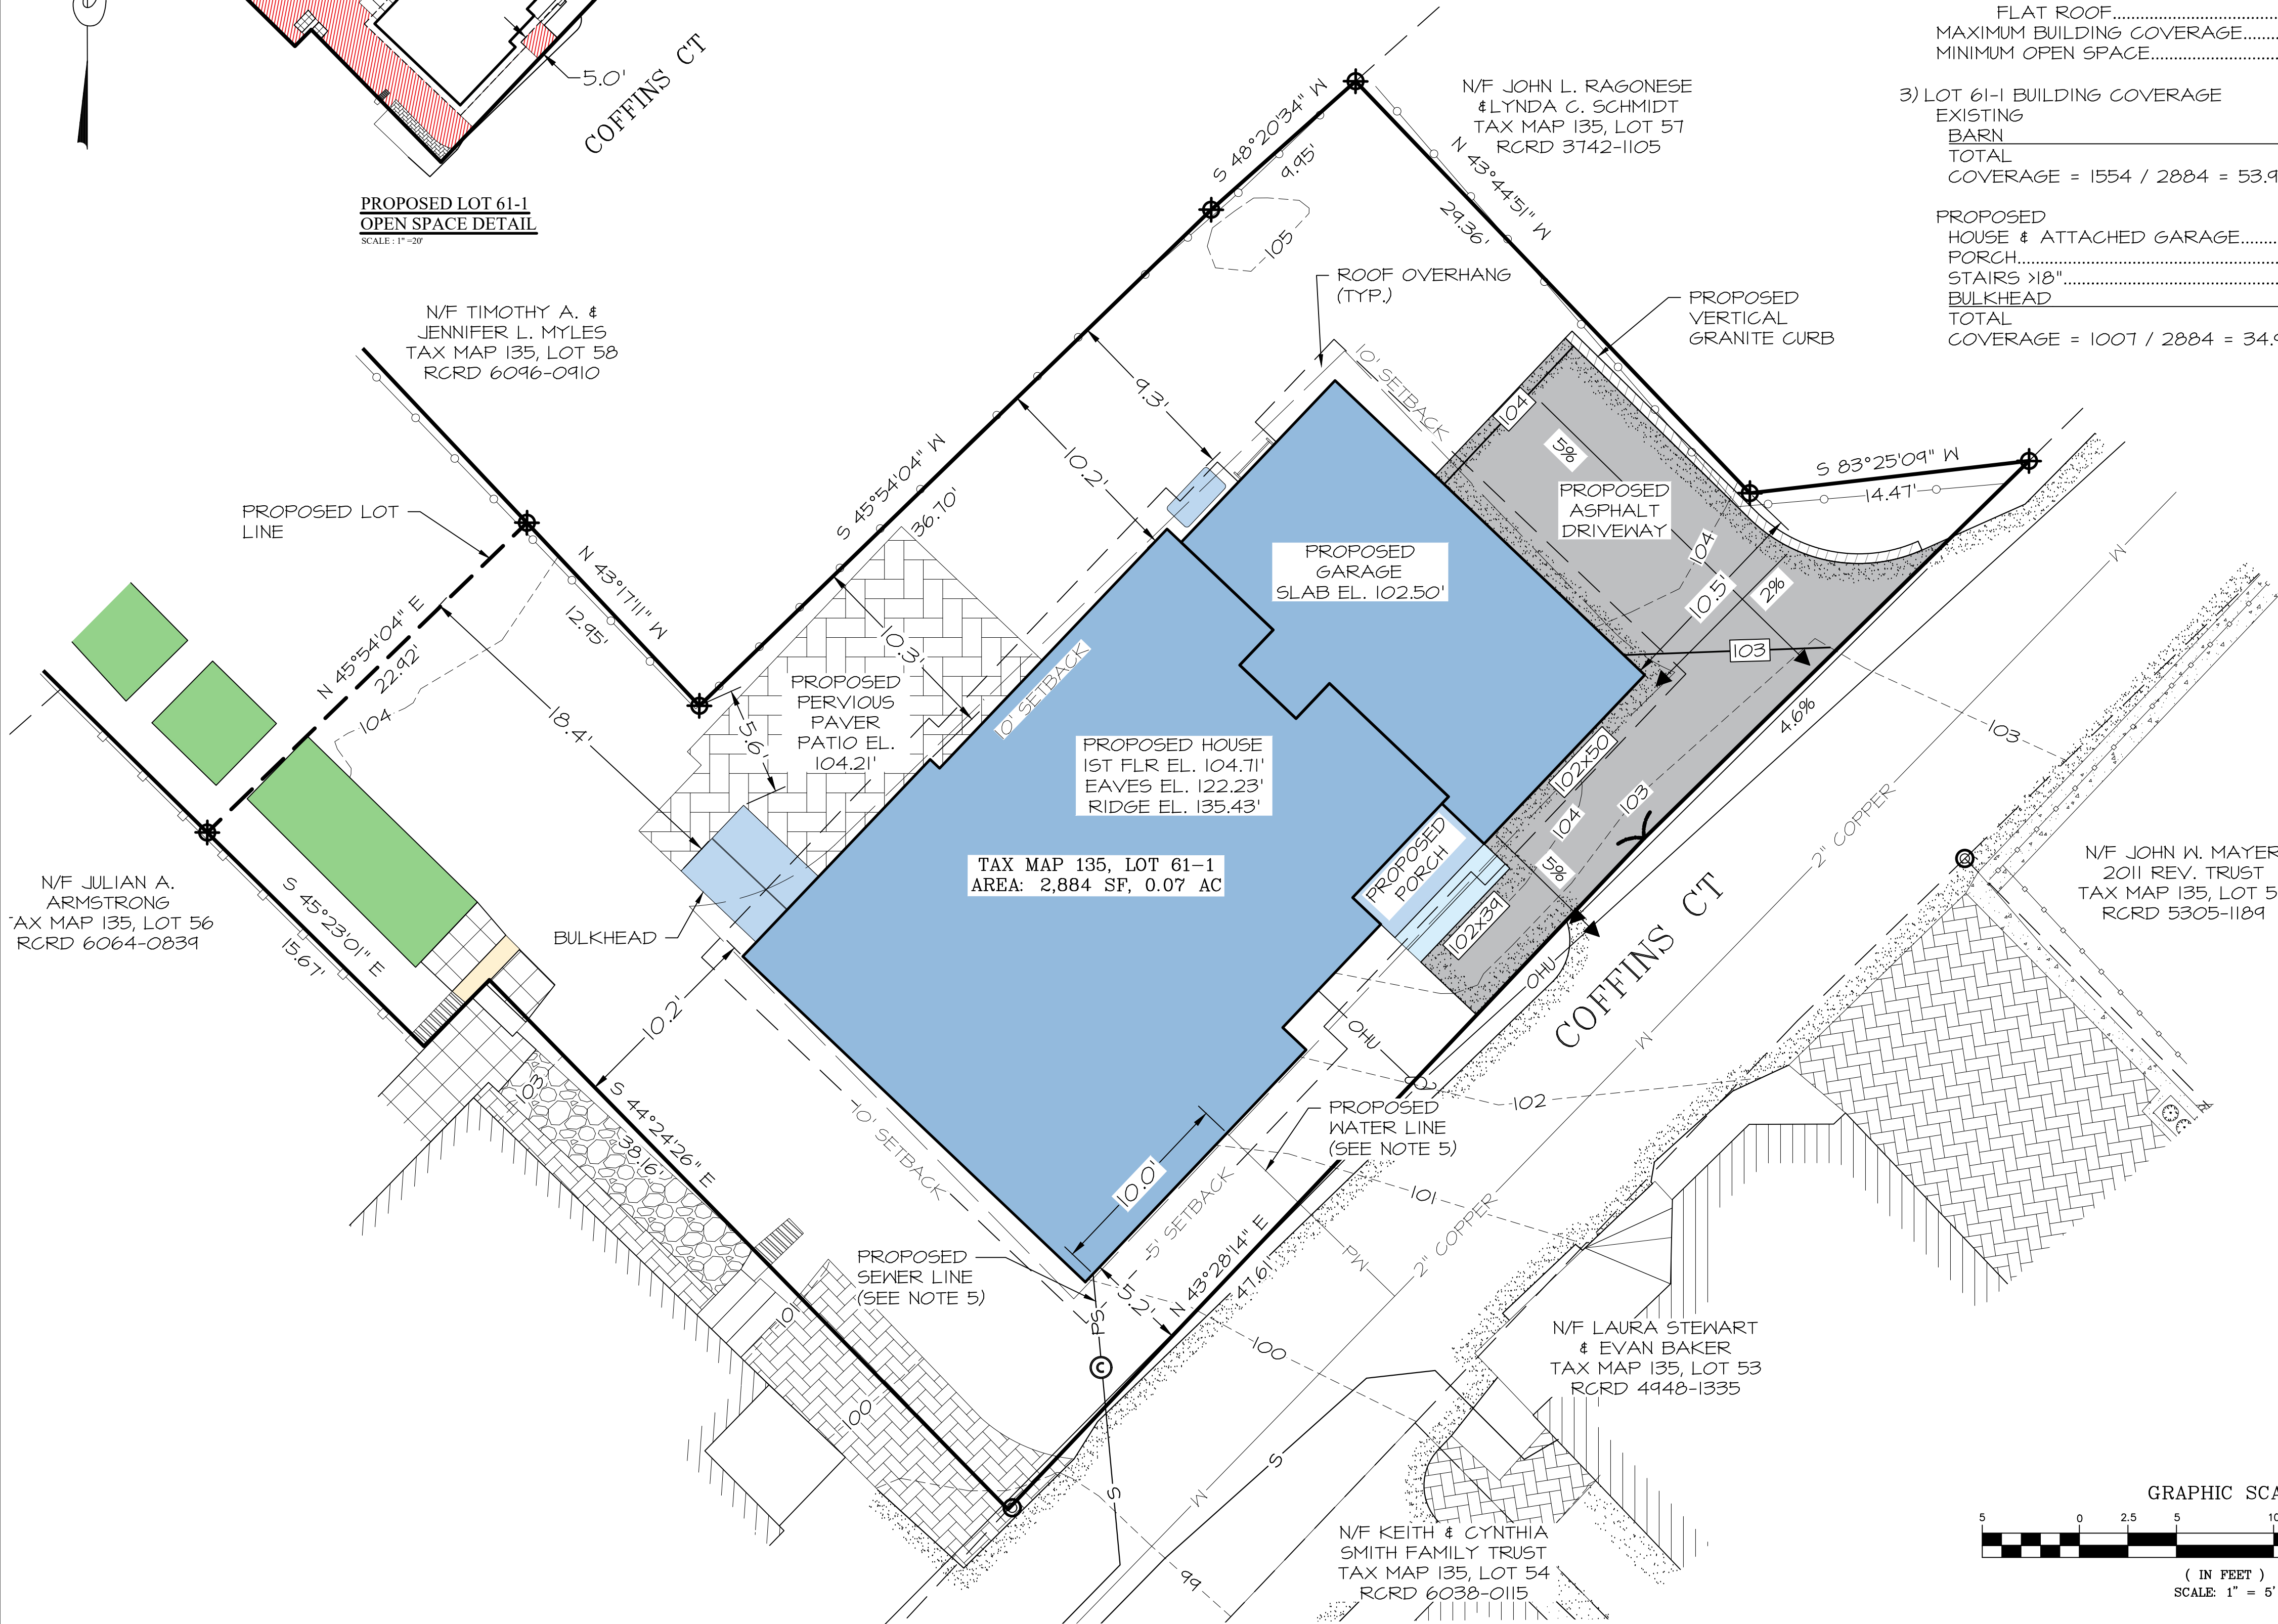 FLAT ROOF
MAXIMUM BUILDING COVERAGE
MINIMUM OPEN SPACE
3) LOT 61-1 BUILDING COVERAGE
EXISTING
BARN
TOTAL
COVERAGE = 1554 / 2884 = 53.9
PROPOSED
HOUSE & ATTACHED GARAGE
PORCH
STAIRS >18"
BULKHEAD
TOTAL
COVERAGE = 1007 / 2884 = 34.9
5.0'
COFFINS CT
PROPOSED LOT 61-1
OPEN SPACE DETAIL
SCALE : 1" =20'
N/F JOHN L. RAGONESE
& LYNDA C. SCHMIDT
TAX MAP 135, LOT 57
RCRD 3742-1105
S 48°20'34" W
9.95'
N 43°44'51" W
29.36'
105
ROOF OVERHANG
(TYP.)
PROPOSED
VERTICAL
GRANITE CURB
N/F TIMOTHY A. &
JENNIFER L. MYLES
TAX MAP 135, LOT 58
RCRD 6096-0910
10' SETBACK
9.3'
10.2'
104
5%
S 83°25'09" W
14.47'
PROPOSED
ASPHALT
DRIVEWAY
S 45°54'04" W
36.70'
PROPOSED LOT
LINE
N 43°17'11" W
12.95'
N 45°54'04" E
22.92'
104
18.4'
PROPOSED
GARAGE
SLAB EL. 102.50'
104
10.5'
2%
103
4.6%
103
W
10.3'
5.6'
10' SETBACK
PROPOSED
PERVIOUS
PAVER
PATIO EL.
104.21'
PROPOSED HOUSE
1ST FLR EL. 104.71'
EAVES EL. 122.23'
RIDGE EL. 135.43'
102x50
104
103
5%
2" COPPER
TAX MAP 135, LOT 61-1
AREA: 2,884 SF, 0.07 AC
PROPOSED
PORCH
102x39
OHU
OHU
COFFINS CT
W
N/F JOHN W. MAYER
2011 REV. TRUST
TAX MAP 135, LOT 5
RCRD 5305-1189
N/F JULIAN A.
ARMSTRONG
TAX MAP 135, LOT 56
RCRD 6064-0839
S 45°23'01" E
15.67'
BULKHEAD
10.2'
103
S 44°24'26" E
38.16'
10' SETBACK
102
PROPOSED
WATER LINE
(SEE NOTE 5)
101
10.0'
5' SETBACK
PW
2" COPPER
N 43°28'14" E
47.61'
5.2'
PROPOSED
SEWER LINE
(SEE NOTE 5)
PS
C
100
S
S
W
99
N/F LAURA STEWART
& EVAN BAKER
TAX MAP 135, LOT 53
RCRD 4948-1335
N/F KEITH & CYNTHIA
SMITH FAMILY TRUST
TAX MAP 135, LOT 54
RCRD 6038-0115
GRAPHIC SCA
5 0 2.5 5 10
( IN FEET )
SCALE: 1" = 5'